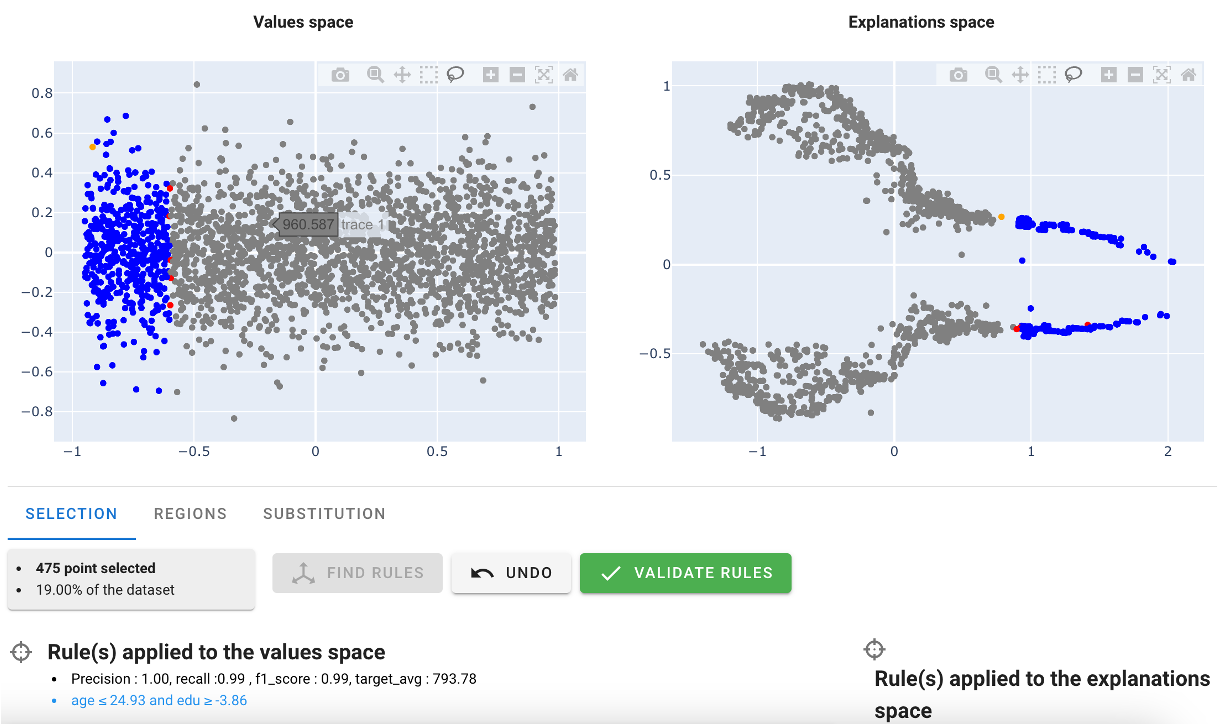 Values space
Explanations space
0.8
0.6
0.4
0.2
0
−0.2
−0.4
−0.6
−0.8
−1
−0.5
0
0.5
1
960.587 trace 1
1
0.5
0
−0.5
−1
0
1
2
SELECTION REGIONS SUBSTITUTION
• 475 point selected
• 19.00% of the dataset
FIND RULES
UNDO
VALIDATE RULES
Rule(s) applied to the values space
• Precision : 1.00, recall :0.99 , f1_score : 0.99, target_avg : 793.78
• age ≤ 24.93 and edu ≥ -3.86
Rule(s) applied to the explanations
space